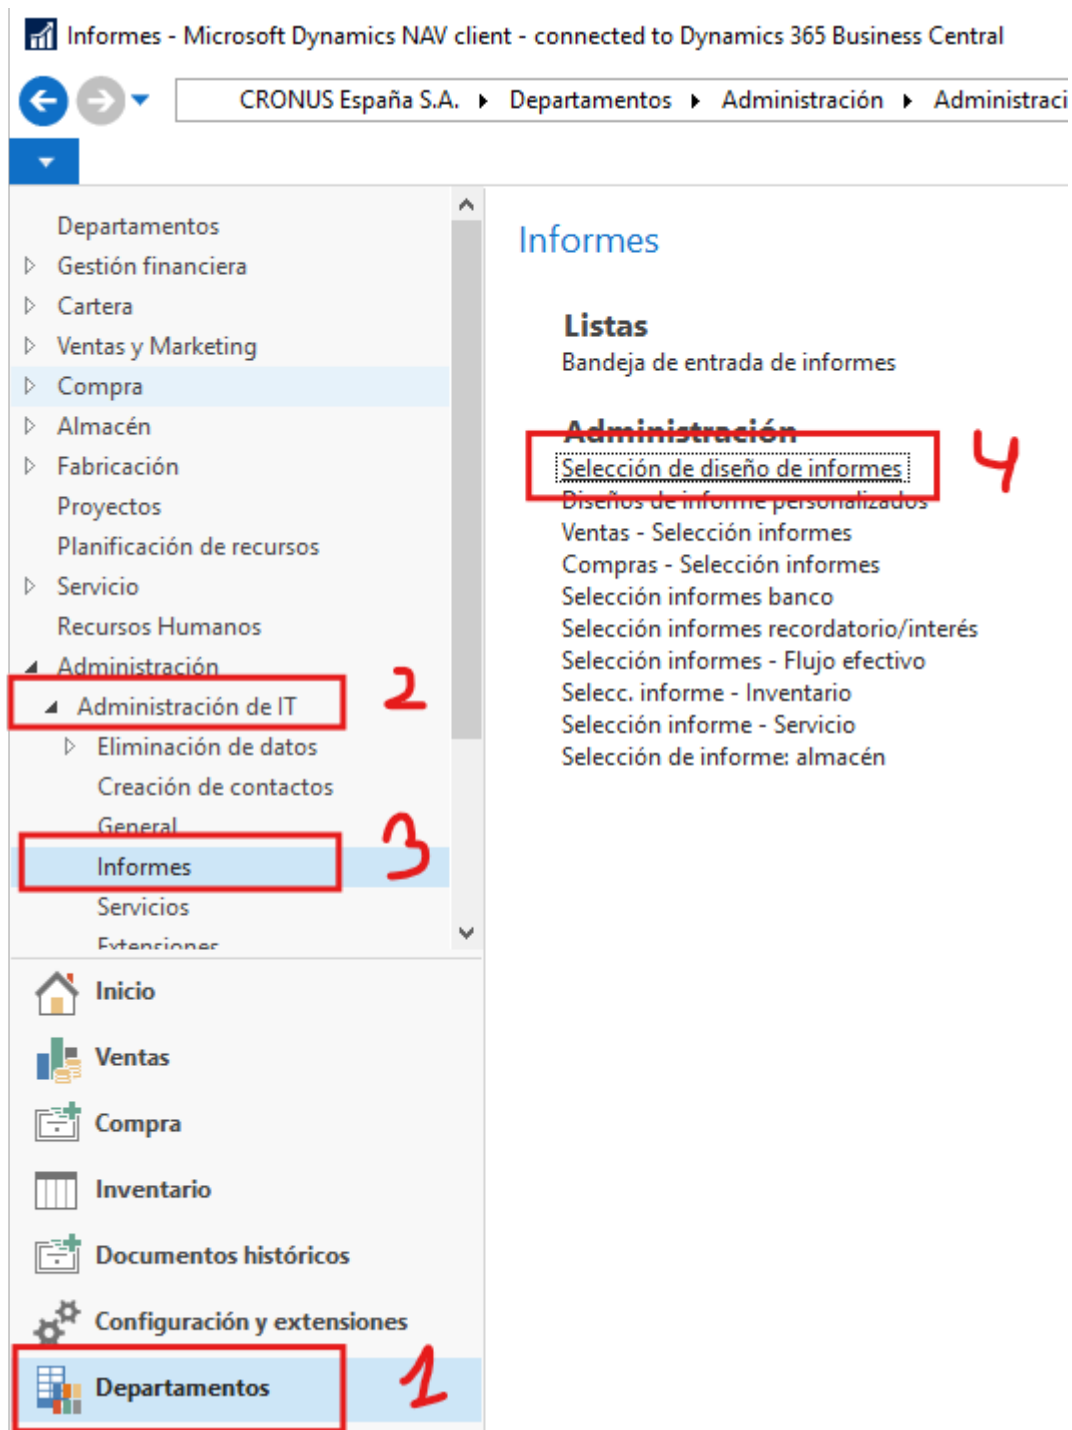 Informes - Microsoft Dynamics NAV client - connected to Dynamics 365 Business Central
CRONUS España S.A. Departamentos Administración Administraci
Departamentos
Gestión financiera
Cartera
Ventas y Marketing
Compra
Almacén
Fabricación
Proyectos
Planificación de recursos
Servicio
Recursos Humanos
Administración
Administración de IT 2
Eliminación de datos
Creación de contactos
General
Informes 3
Servicios
Extensiones
Inicio
Ventas
Compra
Inventario
Documentos históricos
Configuración y extensiones
Departamentos 1
Informes
Listas
Bandeja de entrada de informes
Administración
Selección de diseño de informes 4
Diseños de informe personalizados
Ventas - Selección informes
Compras - Selección informes
Selección informes banco
Selección informes recordatorio/interés
Selección informes - Flujo efectivo
Selecc. informe - Inventario
Selección informe - Servicio
Selección de informe: almacén